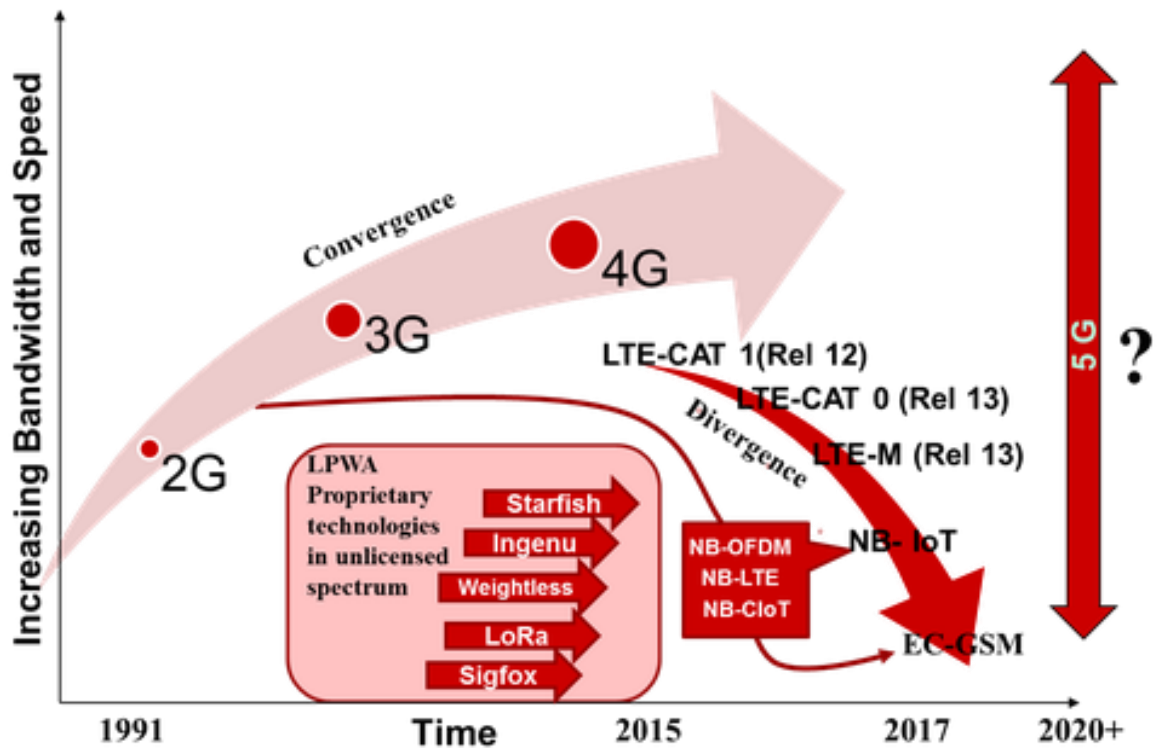 Increasing Bandwidth and Speed
Convergence
2G
3G
4G
LTE-CAT 1(Rel 12)
LTE-CAT 0 (Rel 13)
LTE-M (Rel 13)
Divergence
NB- IoT
EC-GSM
5 G
?
LPWA
Proprietary
technologies
in unlicensed
spectrum
Starfish
Ingenu
Weightless
LoRa
Sigfox
NB-OFDM
NB-LTE
NB-CIoT
1991
Time
2015
2017
2020+